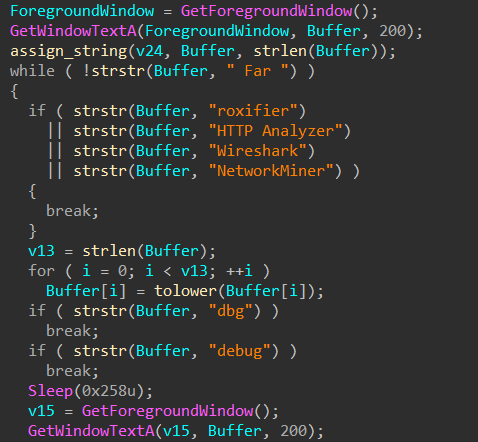 ForegroundWindow = GetForegroundWindow();
GetWindowTextA(ForegroundWindow, Buffer, 200);
assign_string(v24, Buffer, strlen(Buffer));
while ( !strstr(Buffer, " Far ") )
{
  if ( strstr(Buffer, "roxifier")
    || strstr(Buffer, "HTTP Analyzer")
    || strstr(Buffer, "Wireshark")
    || strstr(Buffer, "NetworkMiner") )
  {
    break;
  }
  v13 = strlen(Buffer);
  for ( i = 0; i < v13; ++i )
    Buffer[i] = tolower(Buffer[i]);
  if ( strstr(Buffer, "dbg") )
    break;
  if ( strstr(Buffer, "debug") )
    break;
  Sleep(0x258u);
  v15 = GetForegroundWindow();
  GetWindowTextA(v15, Buffer, 200);